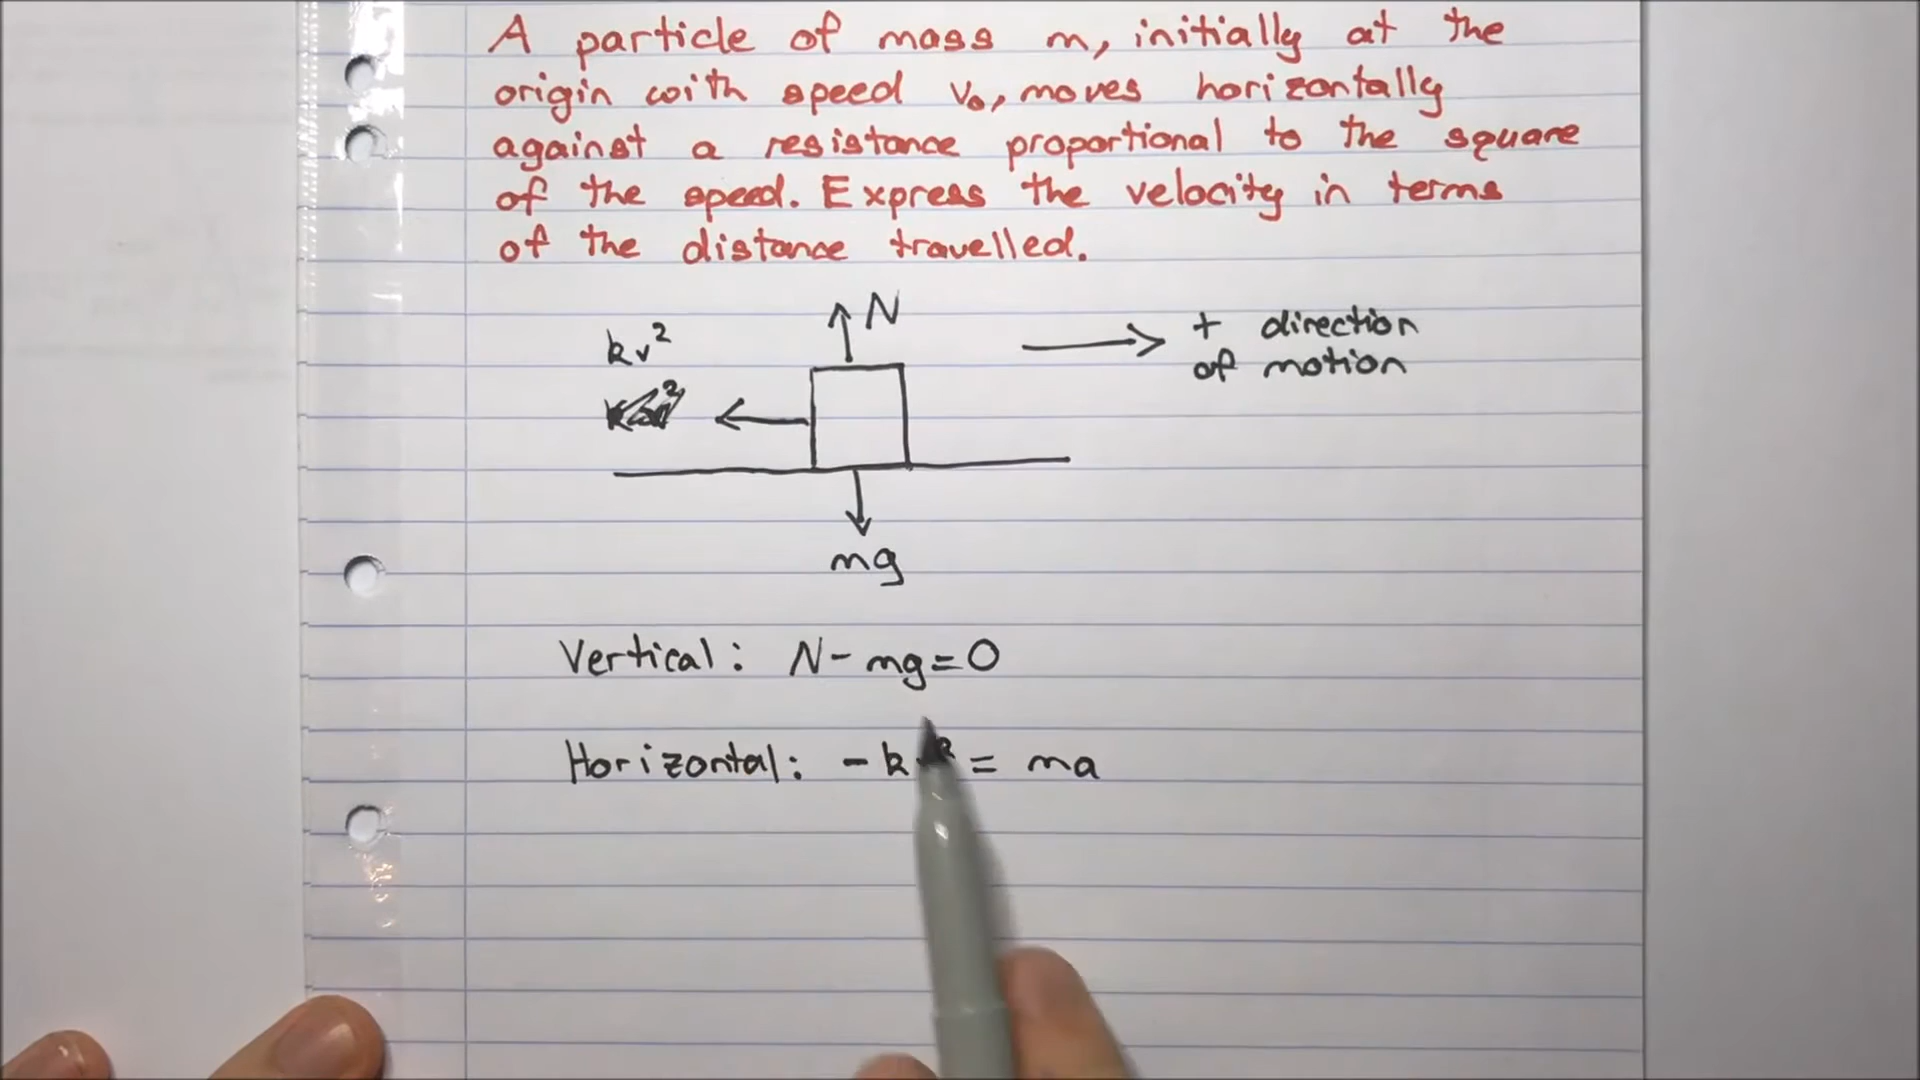 A particle of mass m, initially at the
origin with speed v₀, moves horizontally
against a resistance proportional to the square
of the speed. Express the velocity in terms
of the distance travelled.
N
kv²
+ direction
of motion
mg
Vertical: N - mg = 0
Horizontal: - k = ma